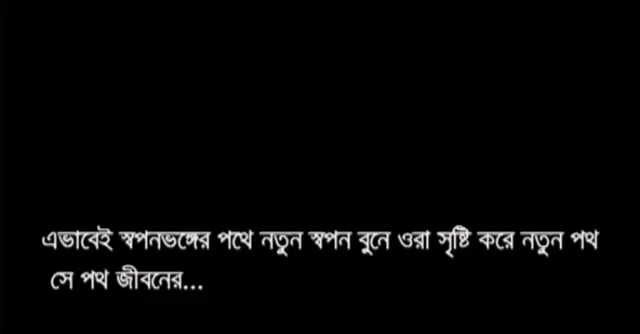 এভাবেই স্বপনভঙ্গের পথে নতুন স্বপন বুনে ওরা সৃষ্টি করে নতুন পথ
সে পথ জীবনের...